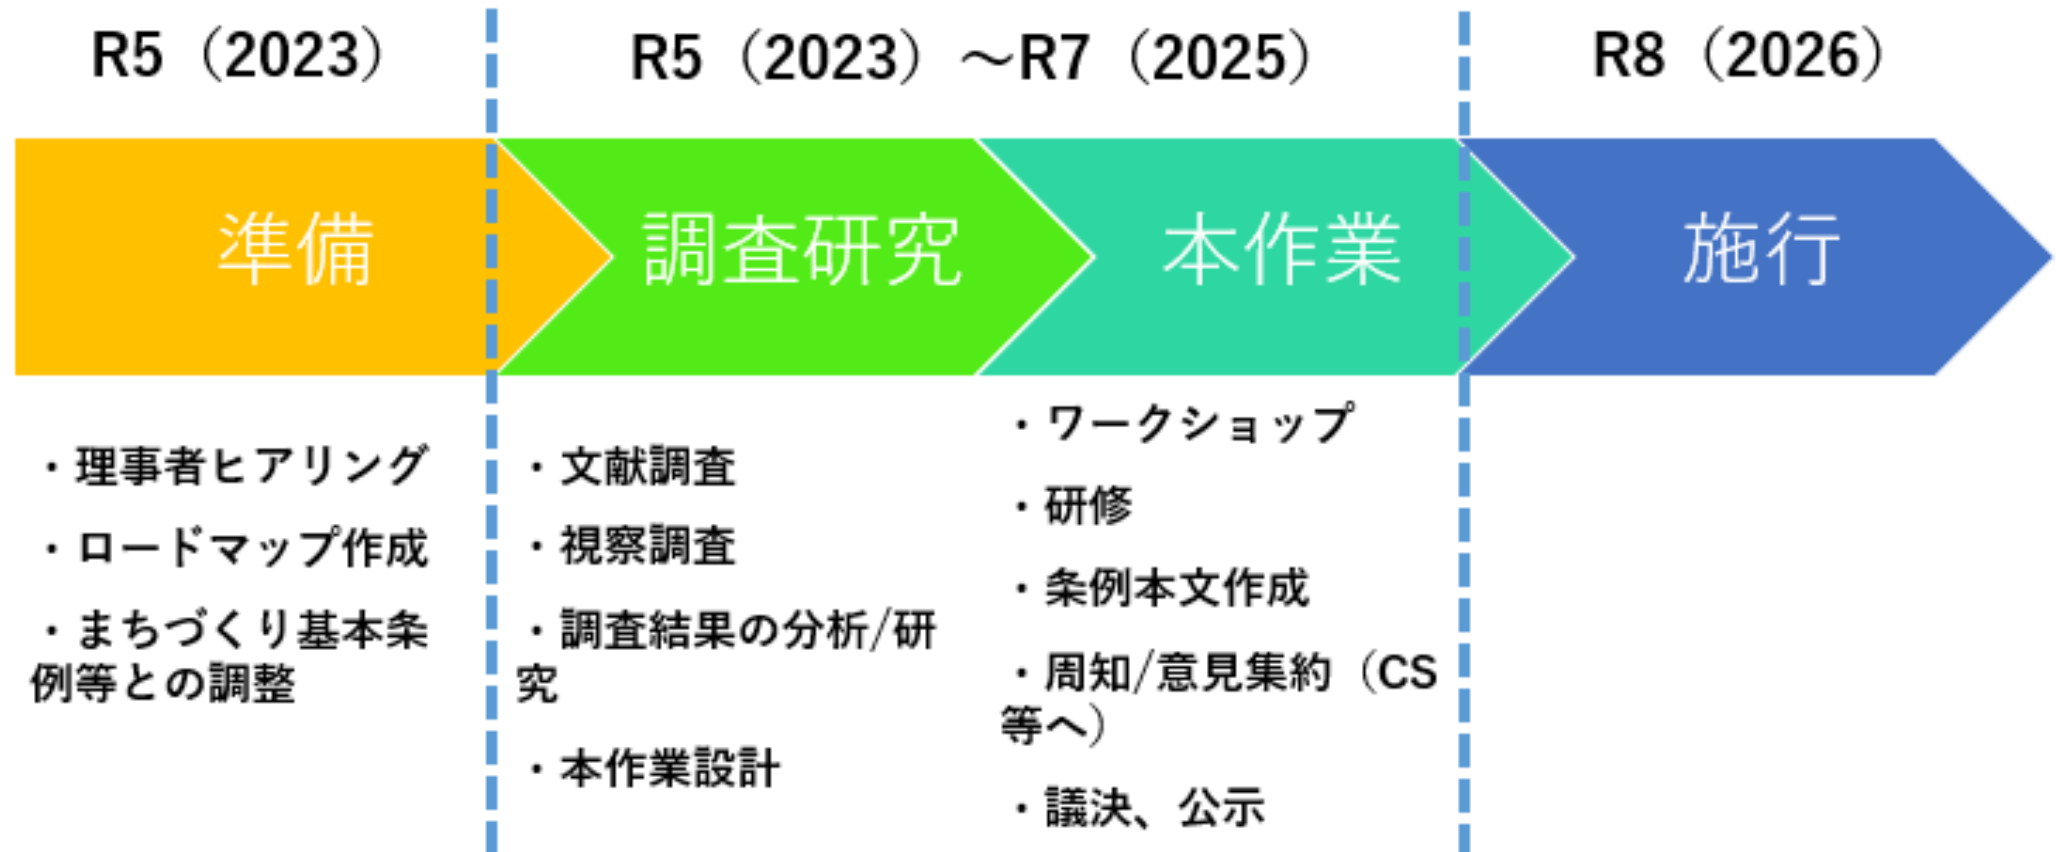 R5（2023）
R5（2023）～R7（2025）
R8（2026）
準備
調査研究
本作業
施行
・理事者ヒアリング
・ロードマップ作成
・まちづくり基本条
例等との調整
・文献調査
・視察調査
・調査結果の分析/研
究
・本作業設計
・ワークショップ
・研修
・条例本文作成
・周知/意見集約（CS
等へ）
・議決、公示